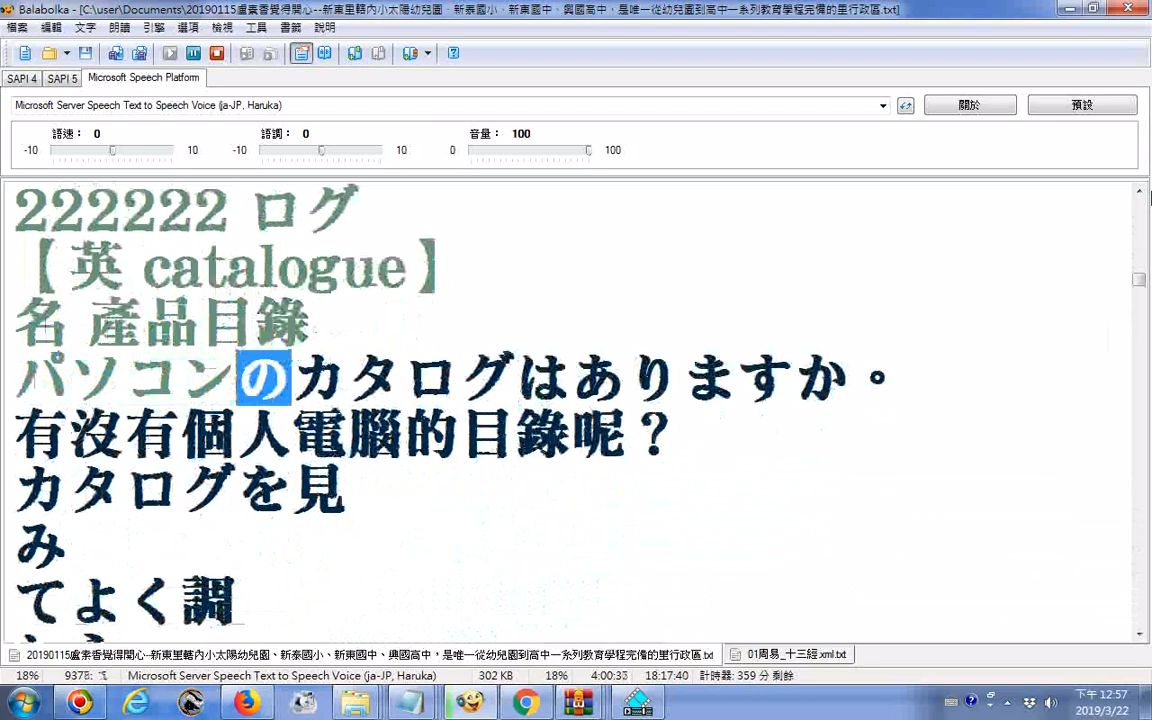 Balabolka - [C:\user\Documents\20190115盧素香覺得開心--新東里轄內小太陽幼兒園、新泰國小、新東國中、興國高中，是唯一從幼兒園到高中一系列教育學程完備的里行政區.txt]
檔案 編輯 文字 朗讀 引擎 選項 檢視 工具 書籤 說明
SAPI 4 SAPI 5 Microsoft Speech Platform
Microsoft Server Speech Text to Speech Voice (ja-JP, Haruka) 關於 預設
語速： 0 語調： 0 音量： 100
-10 10 -10 10 0 100
222222 ログ
【英 catalogue】
名 產品目錄
パソコンのカタログはありますか。
有沒有個人電腦的目錄呢？
カタログを見
み
てよく調
20190115盧素香覺得開心--新東里轄內小太陽幼兒園、新泰國小、新東國中、興國高中，是唯一從幼兒園到高中一系列教育學程完備的里行政區.txt 01周易_十三經.xml.txt
18% Microsoft Server Speech Text to Speech Voice (ja-JP, Haruka) 302 KB 18% 4:00:33 18:17:40 計時器: 359 分 剩餘
下午 12:57
2019/3/22